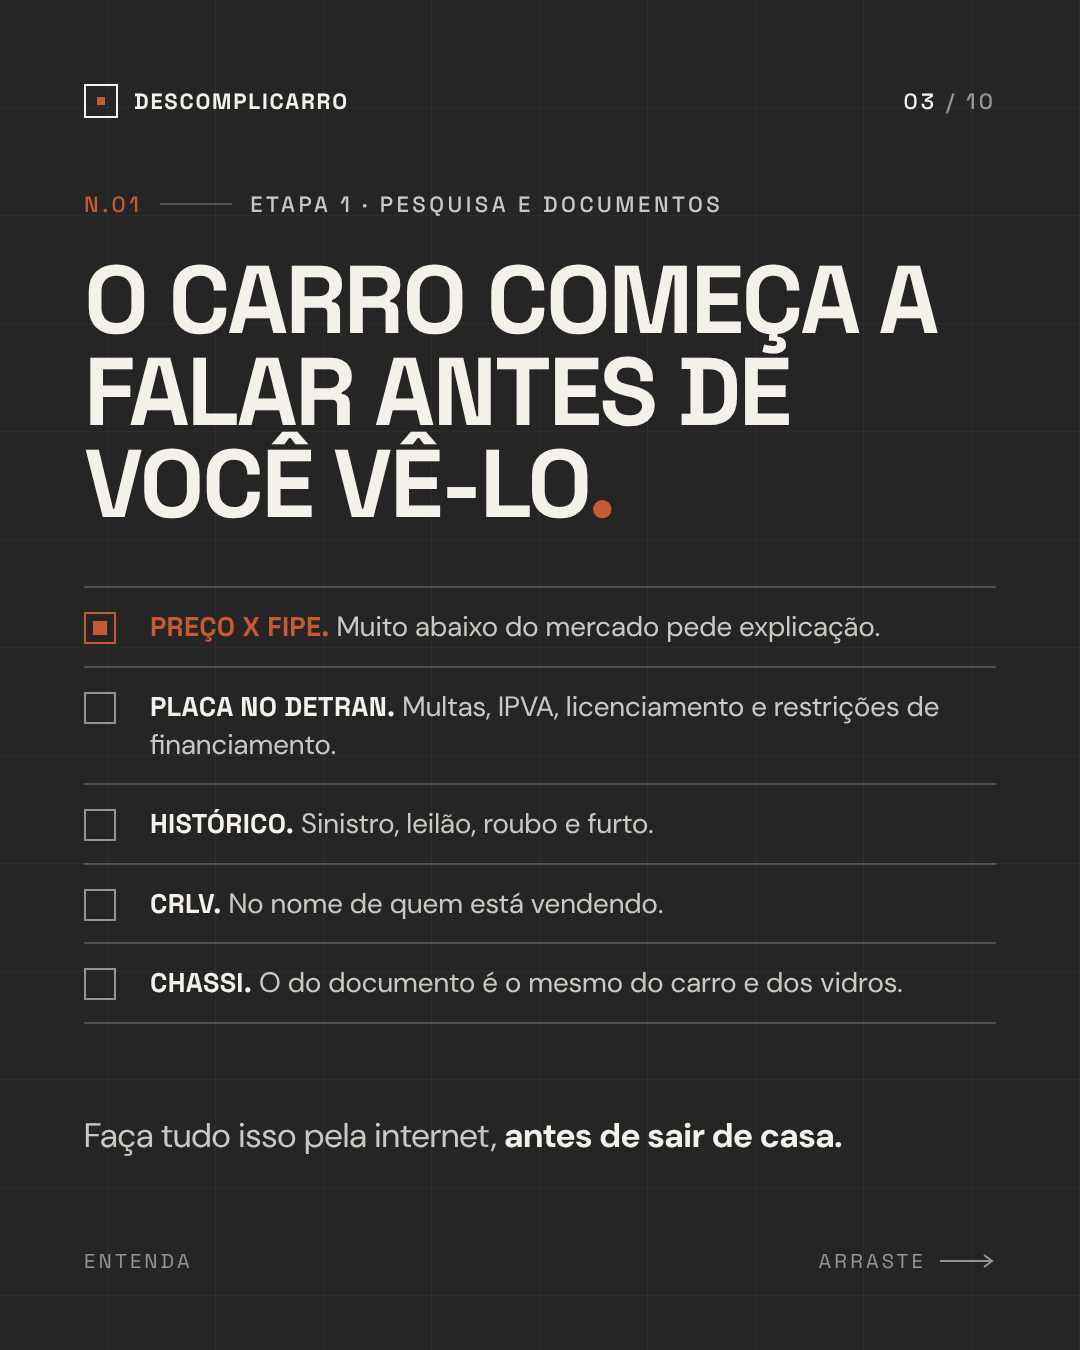 DESCOMPLICARRO
03 / 10
N.01 ETAPA 1 · PESQUISA E DOCUMENTOS
O CARRO COMEÇA A
FALAR ANTES DE
VOCÊ VÊ-LO.
PREÇO X FIPE. Muito abaixo do mercado pede explicação.
PLACA NO DETRAN. Multas, IPVA, licenciamento e restrições de
financiamento.
HISTÓRICO. Sinistro, leilão, roubo e furto.
CRLV. No nome de quem está vendendo.
CHASSI. O do documento é o mesmo do carro e dos vidros.
Faça tudo isso pela internet, antes de sair de casa.
ENTENDA
ARRASTE